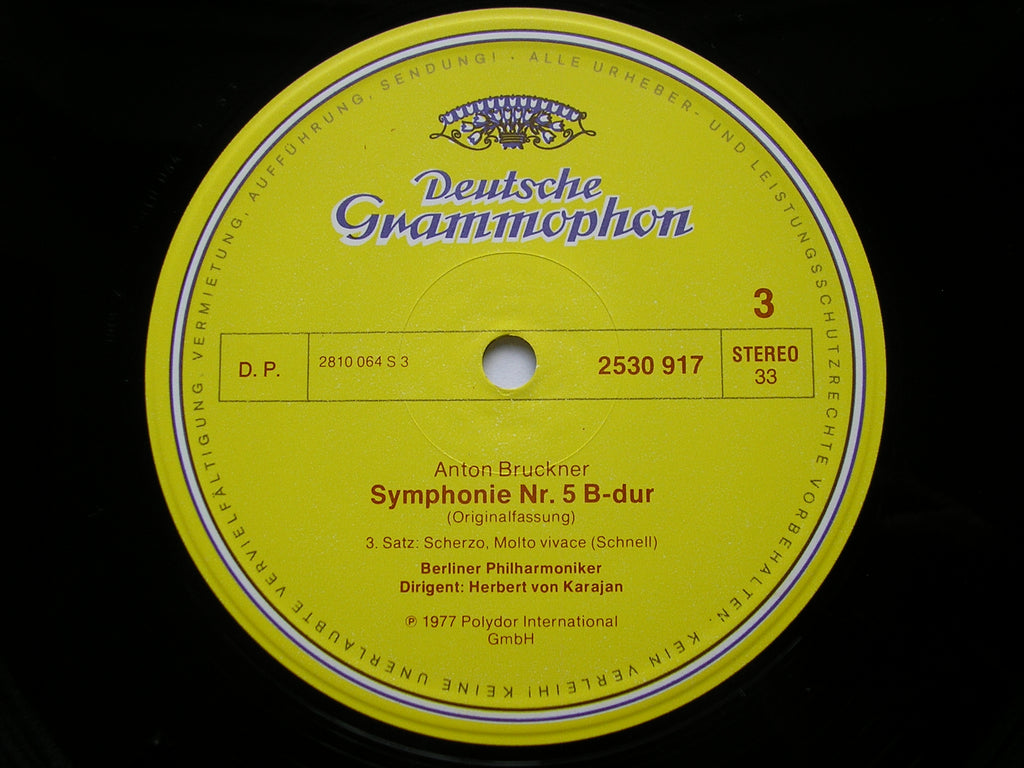 Deutsche
Grammophon
3
D. P.
2810 064 S 3
2530 917
STEREO
33
Anton Bruckner
Symphonie Nr. 5 B-dur
(Originalfassung)
3. Satz: Scherzo, Molto vivace (Schnell)
Berliner Philharmoniker
Dirigent: Herbert von Karajan
℗ 1977 Polydor International
GmbH
ALLE URHEBER- UND LEISTUNGSSCHUTZRECHTE VORBEHALTEN. KEIN VERLEIH! KEINE UNERLAUBTE VERVIELFÄLTIGUNG, VERMIETUNG, AUFFÜHRUNG, SENDUNG! ·